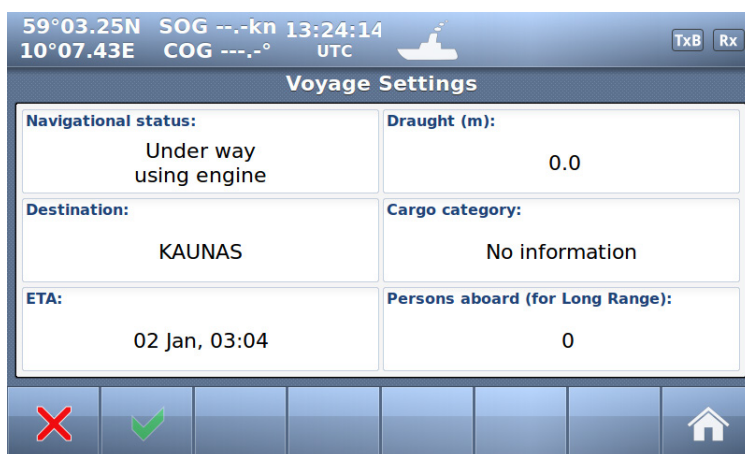 59°03.25N SOG --.-kn 13:24:14
10°07.43E COG ---.-° UTC
TxB Rx
Voyage Settings
Navigational status: Draught (m):
Under way
using engine
0.0
Destination: Cargo category:
KAUNAS No information
ETA: Persons aboard (for Long Range):
02 Jan, 03:04 0